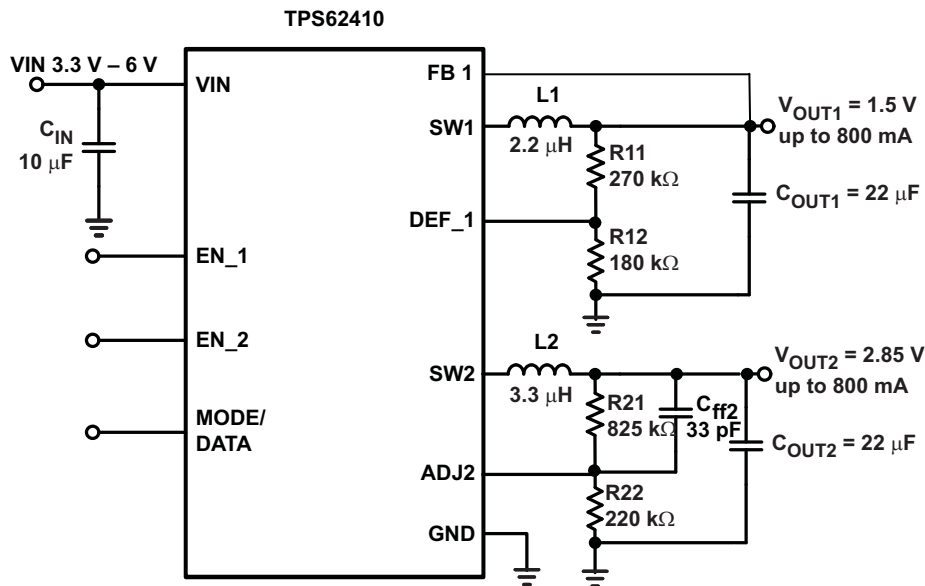 TPS62410
VIN 3.3 V – 6 V
VIN
FB 1
L1
SW1
2.2 μH
V_OUT1 = 1.5 V
up to 800 mA
C_IN
10 μF
R11
270 kΩ
C_OUT1 = 22 μF
DEF_1
R12
180 kΩ
EN_1
EN_2
L2
SW2
3.3 μH
V_OUT2 = 2.85 V
up to 800 mA
MODE/
DATA
R21
825 kΩ
C_ff2
33 pF
C_OUT2 = 22 μF
ADJ2
R22
220 kΩ
GND